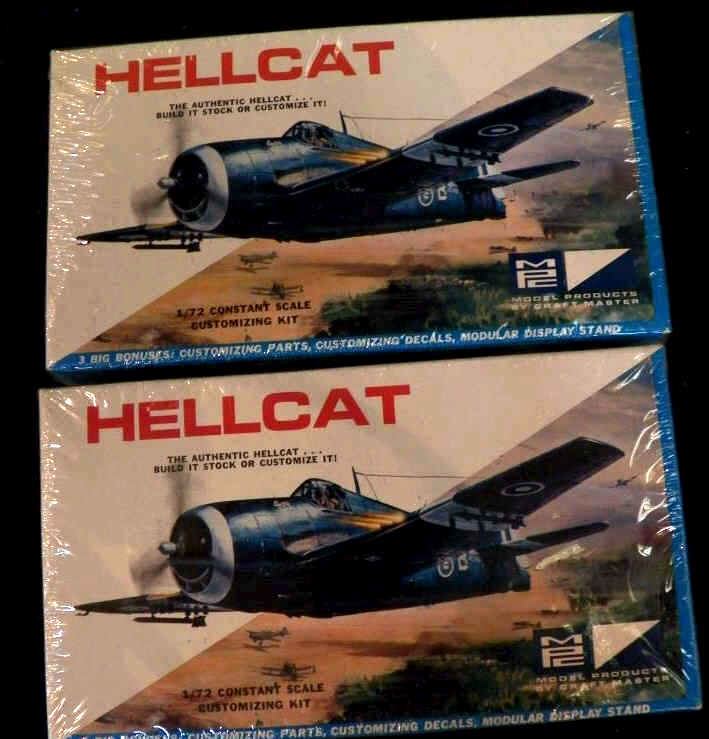 HELLCAT
THE AUTHENTIC HELLCAT . . .
BUILD IT STOCK OR CUSTOMIZE IT!
B
MPC
MODEL PRODUCTS
BY CRAFT MASTER
1/72 CONSTANT SCALE
CUSTOMIZING KIT
3 BIG BONUSES: CUSTOMIZING PARTS, CUSTOMIZING DECALS, MODULAR DISPLAY STAND
HELLCAT
THE AUTHENTIC HELLCAT . . .
BUILD IT STOCK OR CUSTOMIZE IT!
B
MPC
MODEL PRODUCTS
BY CRAFT MASTER
1/72 CONSTANT SCALE
CUSTOMIZING KIT
BIG BONUSES: CUSTOMIZING PARTS, CUSTOMIZING DECALS, MODULAR DISPLAY STAND